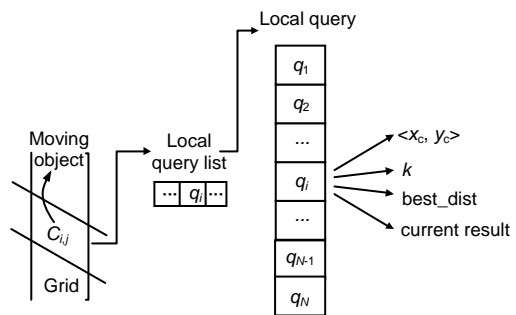 Local query
q1
q2
...
qi
...
qN-1
qN
<xc, yc>
k
best_dist
current result
Local
query list
... qi ...
Moving
object
Ci,j
Grid